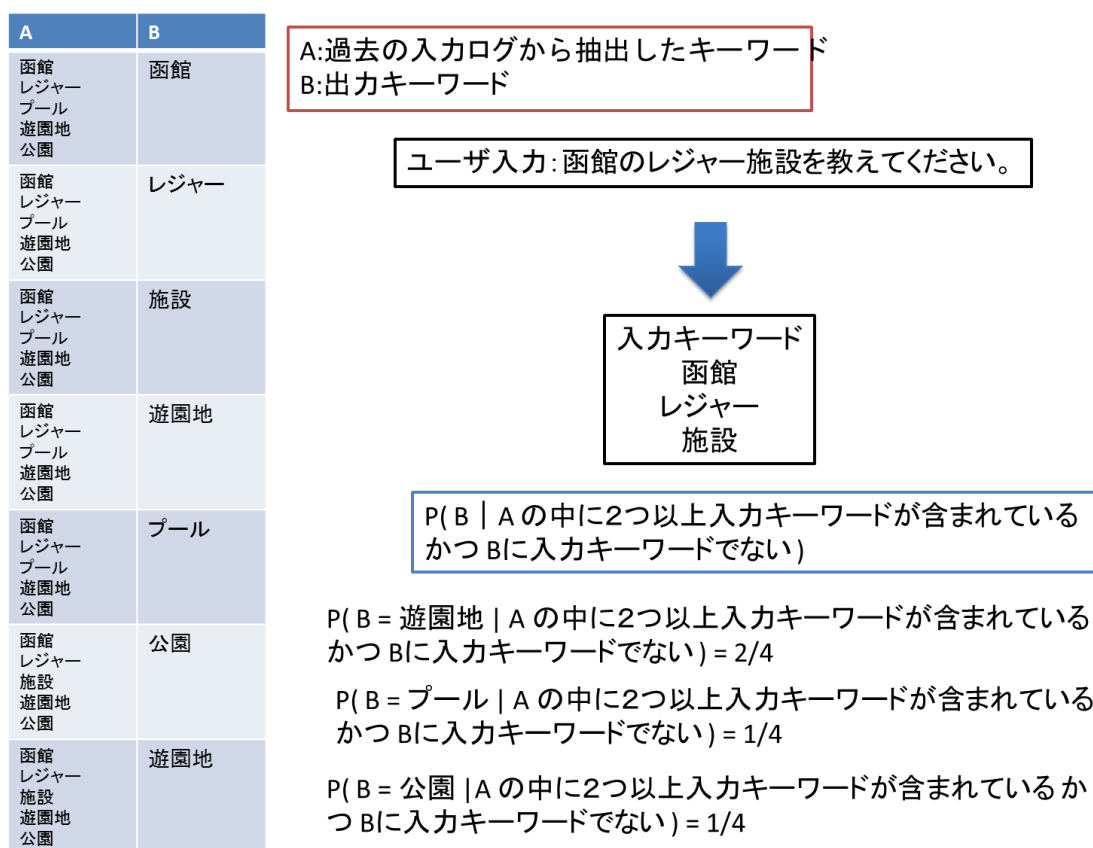 A B
函館
レジャー
プール
遊園地
公園
函館
函館
レジャー
プール
遊園地
公園
レジャー
函館
レジャー
プール
遊園地
公園
施設
函館
レジャー
プール
遊園地
公園
遊園地
函館
レジャー
プール
遊園地
公園
プール
函館
レジャー
施設
遊園地
公園
公園
函館
レジャー
施設
遊園地
公園
遊園地
A:過去の入力ログから抽出したキーワード
B:出力キーワード
ユーザ入力:函館のレジャー施設を教えてください。
入力キーワード
函館
レジャー
施設
P( B | A の中に2つ以上入力キーワードが含まれている
かつ Bに入力キーワードでない )
P( B = 遊園地 | A の中に2つ以上入力キーワードが含まれている
かつ Bに入力キーワードでない ) = 2/4
P( B = プール | A の中に2つ以上入力キーワードが含まれている
かつ Bに入力キーワードでない ) = 1/4
P( B = 公園 |A の中に2つ以上入力キーワードが含まれている か
つ Bに入力キーワードでない ) = 1/4